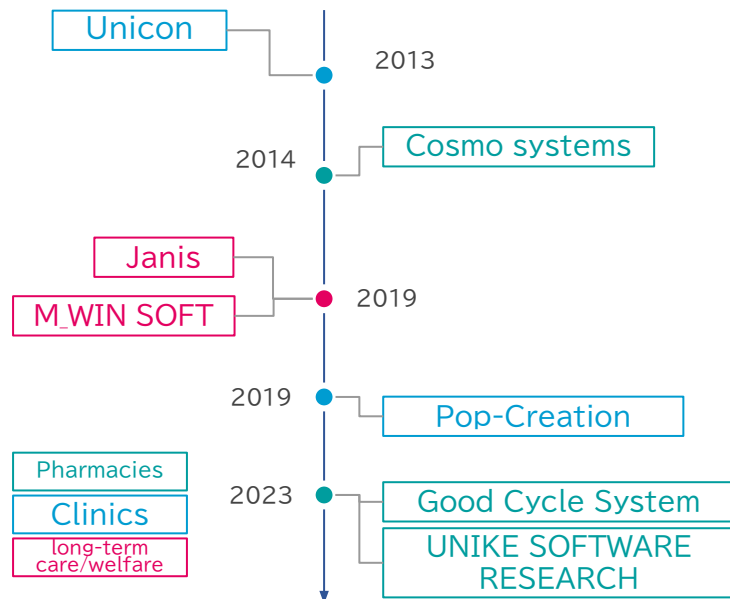 Unicon
2013
2014
Cosmo systems
Janis
M_WIN SOFT
2019
2019
Pop-Creation
Pharmacies
Clinics
long-term
care/welfare
2023
Good Cycle System
UNIKE SOFTWARE
RESEARCH